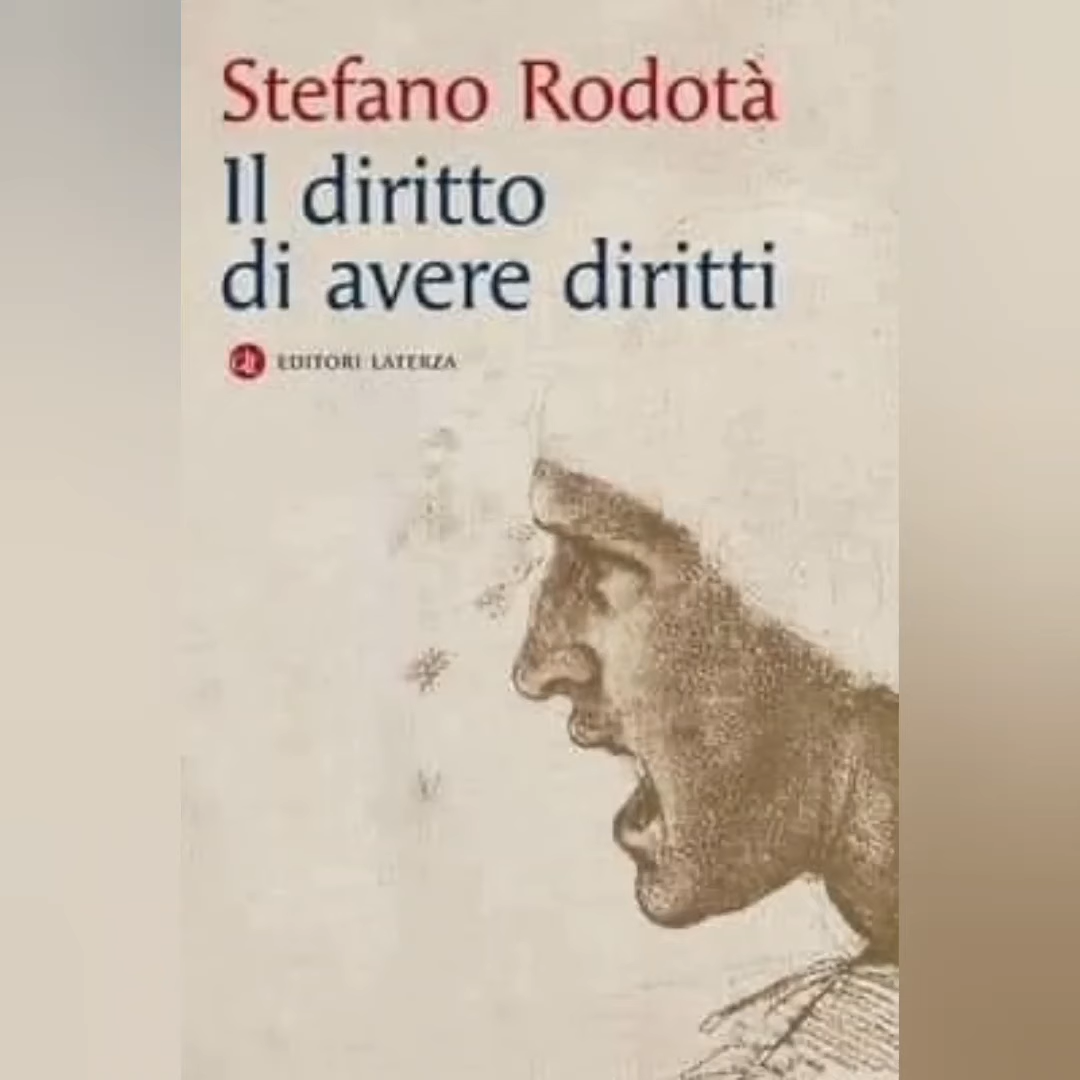 Stefano Rodotà
Il diritto
di avere diritti
EDITORI LATERZA